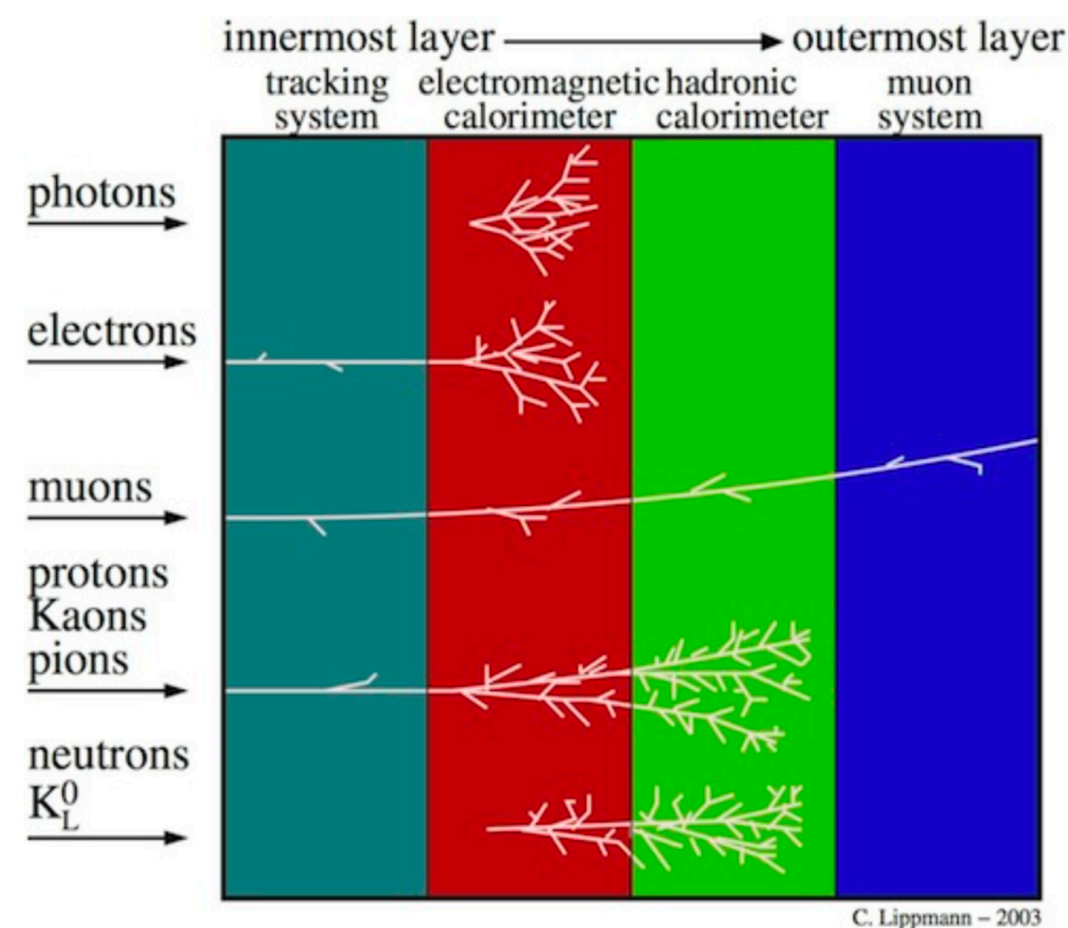 innermost layer outermost layer
tracking electromagnetic hadronic muon
system calorimeter calorimeter system
photons
electrons
muons
protons
Kaons
pions
neutrons
K⁰L
C. Lippmann – 2003